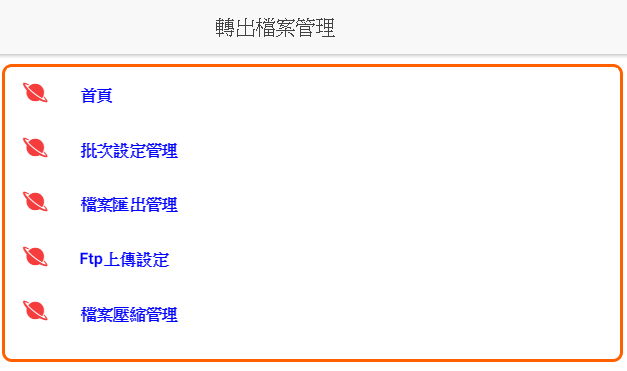 轉出檔案管理
首頁
批次設定管理
檔案匯出管理
Ftp上傳設定
檔案壓縮管理